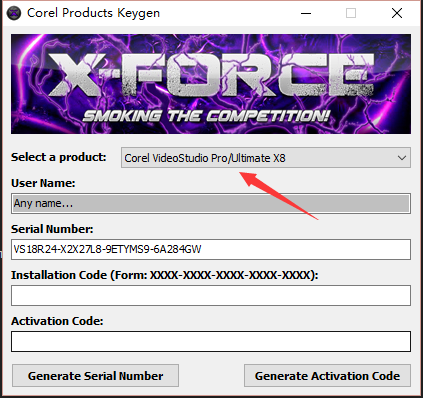 Corel Products Keygen
X-FORCE
SMOKING THE COMPETITION!
Select a product: Corel VideoStudio Pro/Ultimate X8
User Name:
Any name...
Serial Number:
VS18R24-X2X27L8-9ETYMS9-6A284GW
Installation Code (Form: XXXX-XXXX-XXXX-XXXX-XXXX):
Activation Code:
Generate Serial Number Generate Activation Code